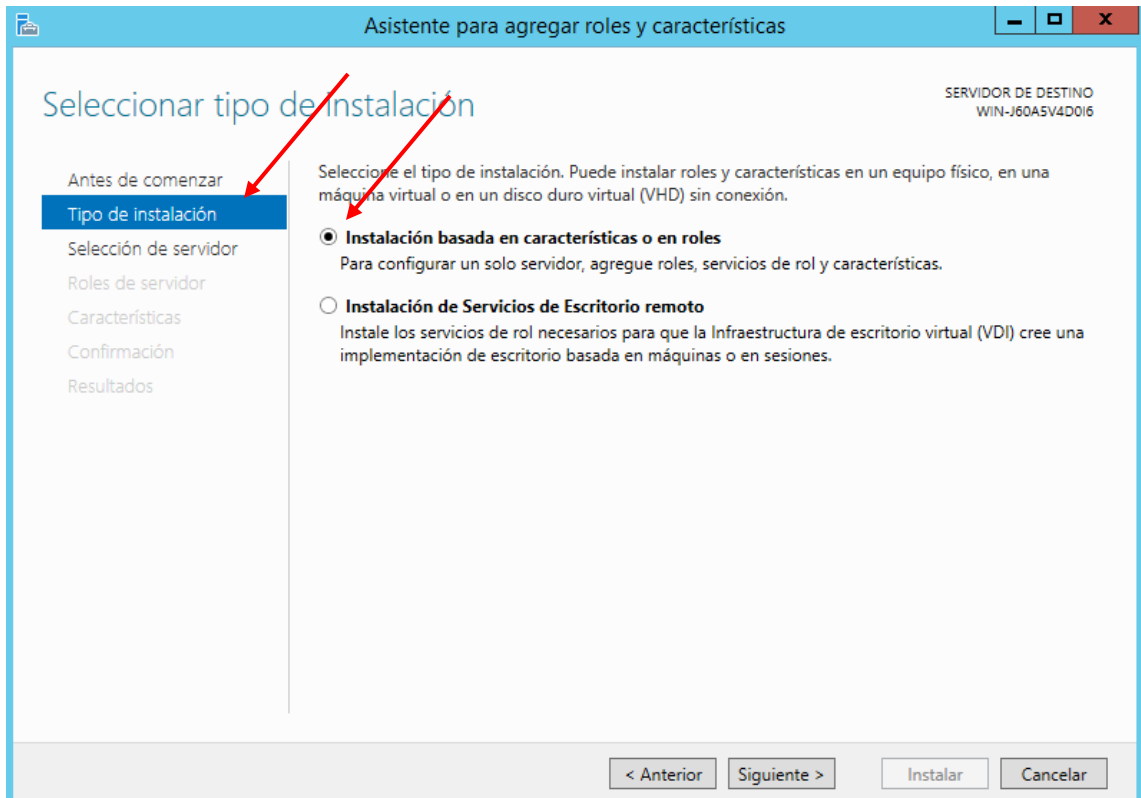 Asistente para agregar roles y características
Seleccionar tipo de instalación
SERVIDOR DE DESTINO
WIN-J60A5V4D0I6
Antes de comenzar
Tipo de instalación
Selección de servidor
Roles de servidor
Características
Confirmación
Resultados
Seleccione el tipo de instalación. Puede instalar roles y características en un equipo físico, en una
máquina virtual o en un disco duro virtual (VHD) sin conexión.
Instalación basada en características o en roles
Para configurar un solo servidor, agregue roles, servicios de rol y características.
Instalación de Servicios de Escritorio remoto
Instale los servicios de rol necesarios para que la Infraestructura de escritorio virtual (VDI) cree una
implementación de escritorio basada en máquinas o en sesiones.
< Anterior
Siguiente >
Instalar
Cancelar